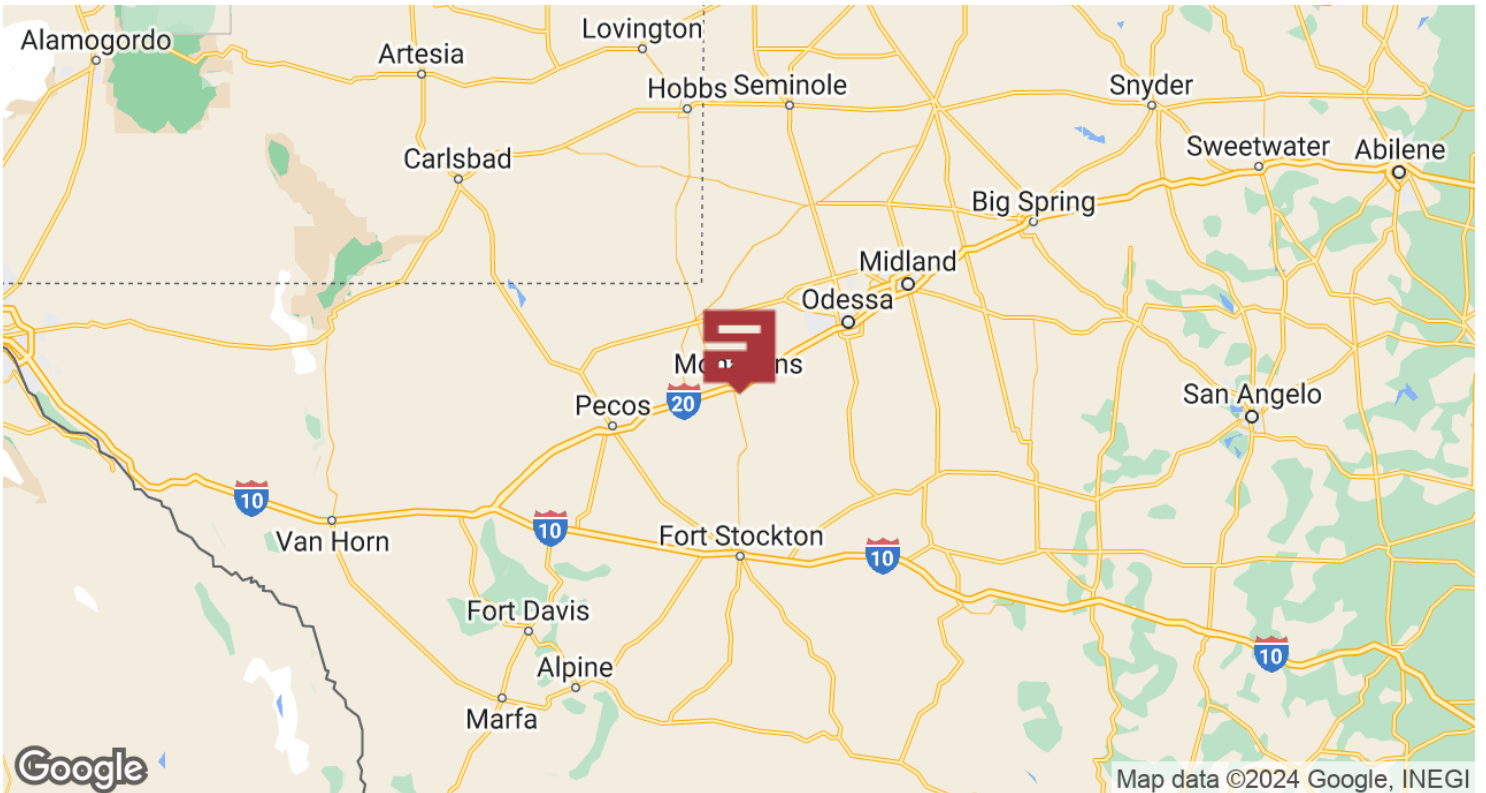 Lovington
Alamogordo
Artesia
Hobbs
Seminole
Snyder
Sweetwater
Abilene
Carlsbad
Big Spring
Midland
Odessa
San Angelo
Pecos
20
10
Van Horn
10
Fort Stockton
10
Fort Davis
10
Alpine
Marfa
Google
Map data ©2024 Google, INEGI